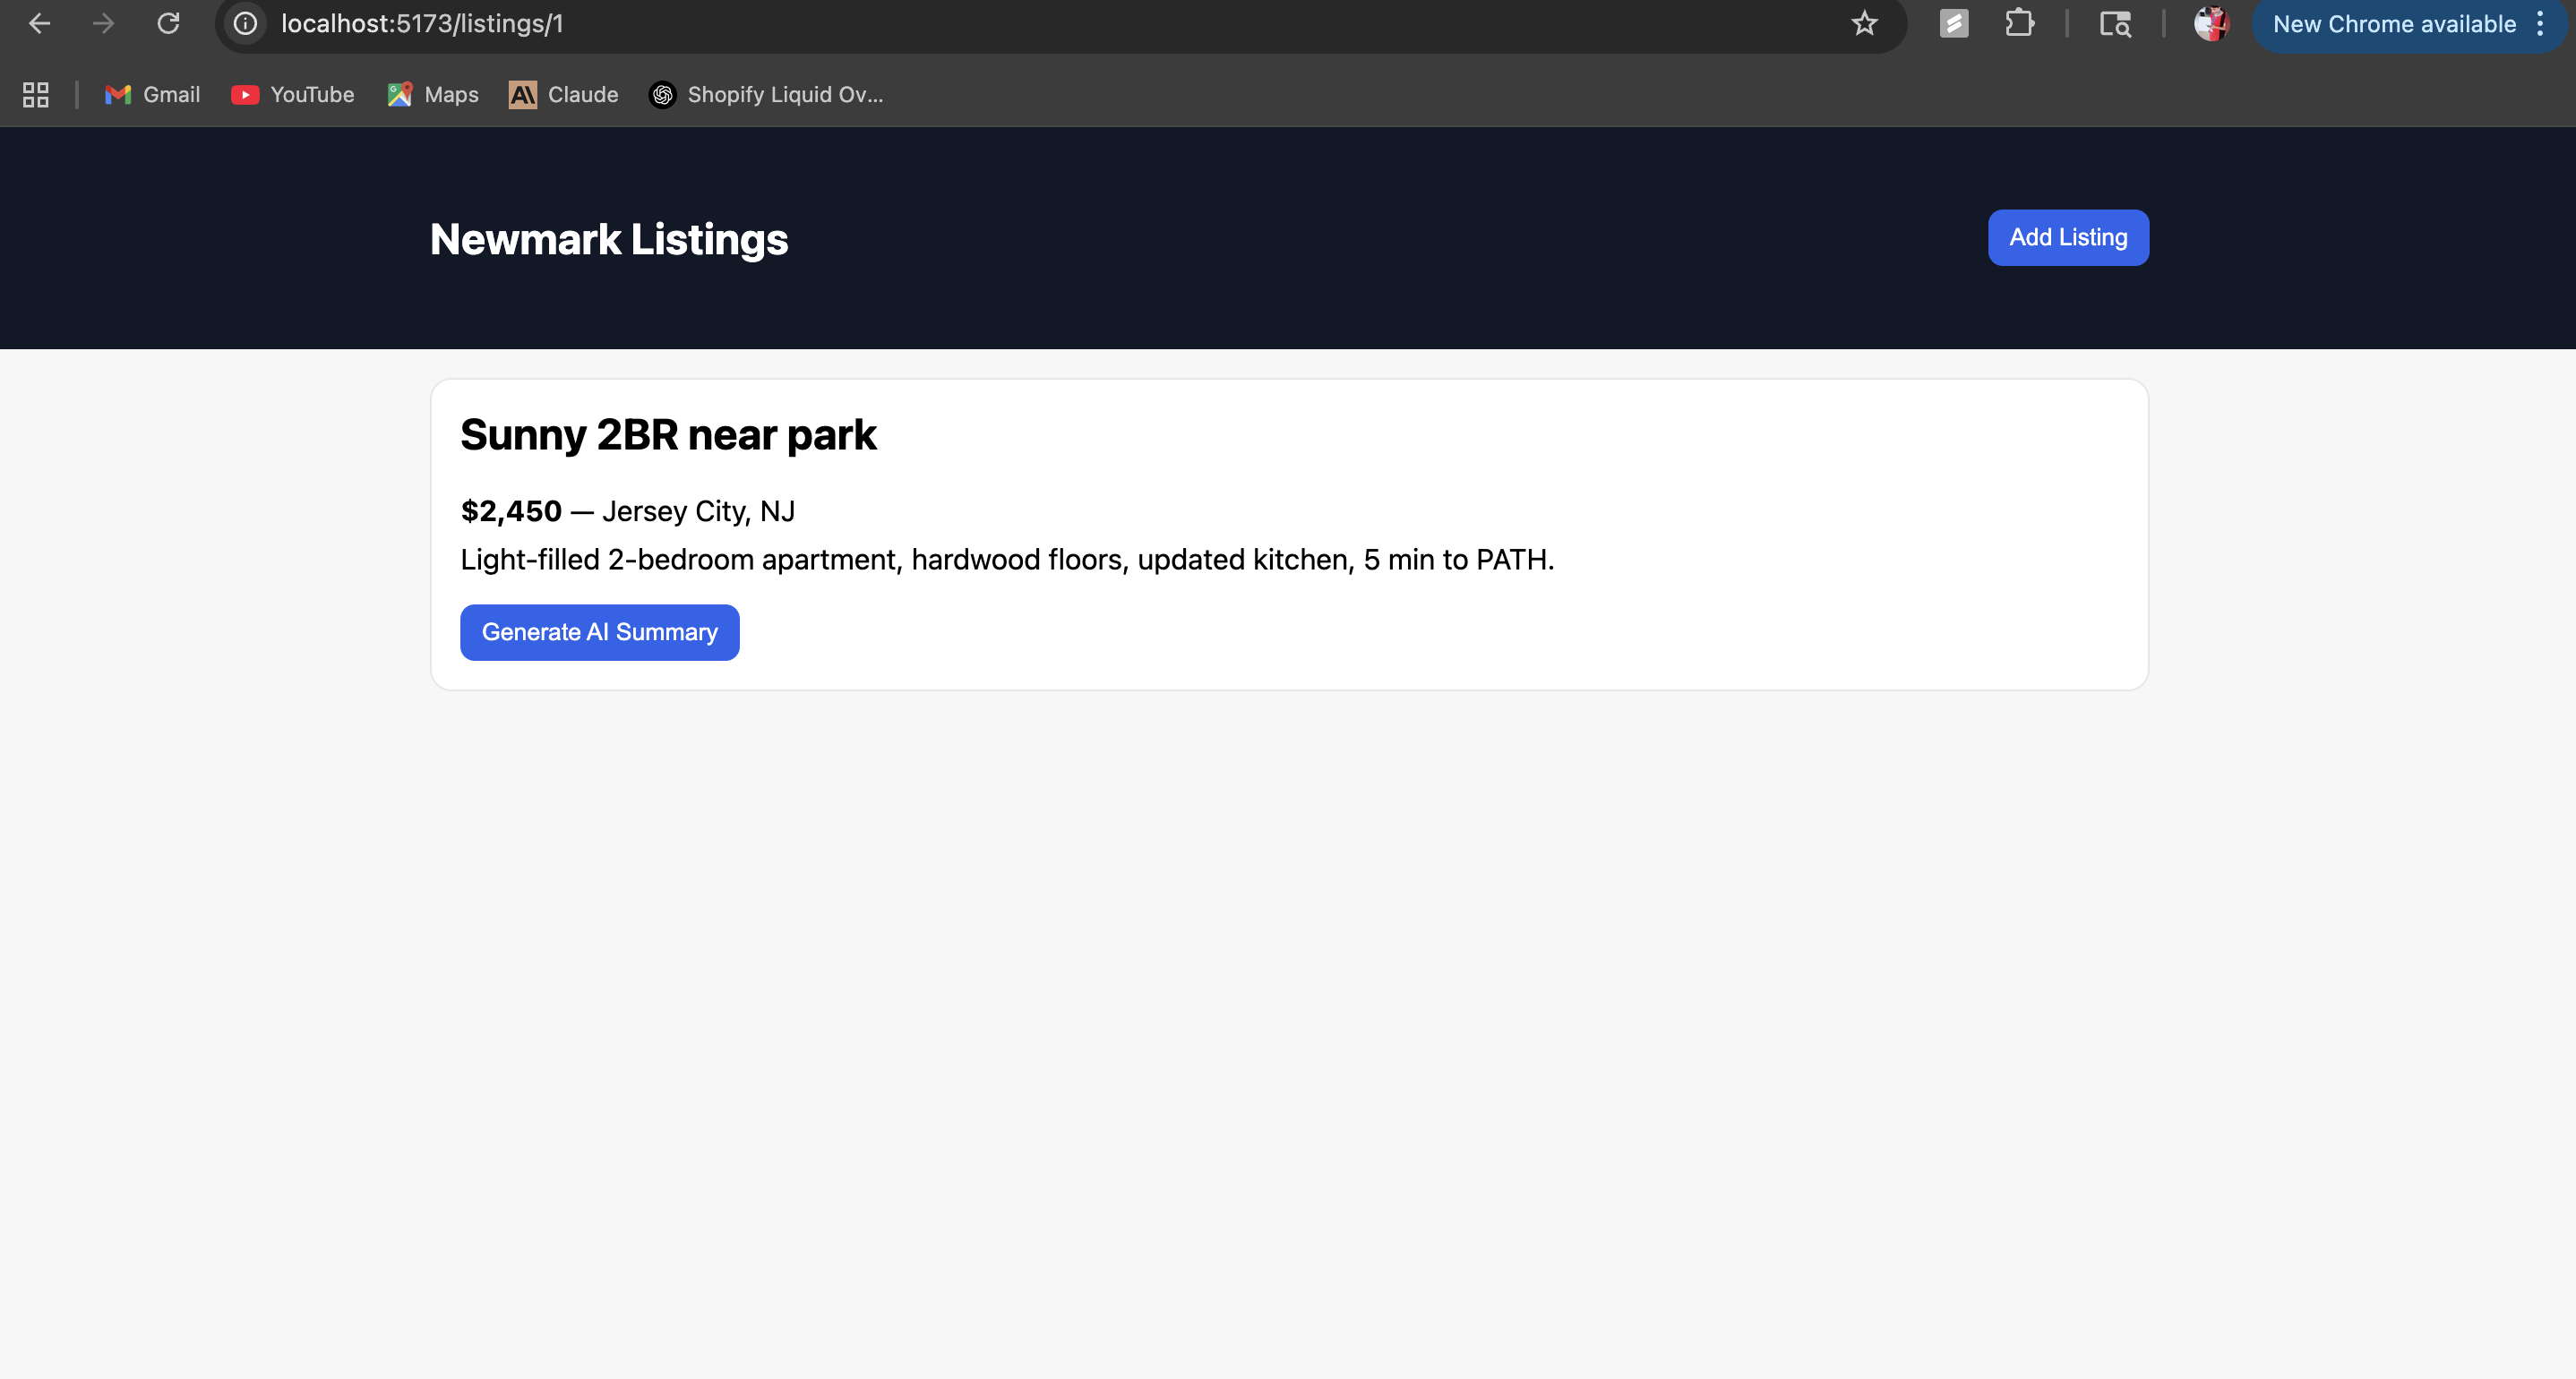 localhost:5173/listings/1
New Chrome available
Gmail
YouTube
Maps
Claude
Shopify Liquid Ov...
Newmark Listings
Add Listing
Sunny 2BR near park
$2,450 — Jersey City, NJ
Light-filled 2-bedroom apartment, hardwood floors, updated kitchen, 5 min to PATH.
Generate AI Summary